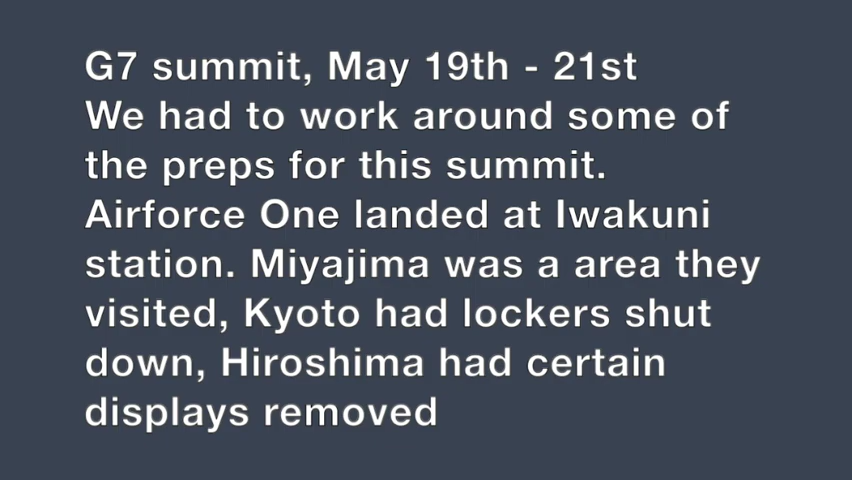 G7 summit, May 19th - 21st
We had to work around some of
the preps for this summit.
Airforce One landed at Iwakuni
station. Miyajima was a area they
visited, Kyoto had lockers shut
down, Hiroshima had certain
displays removed